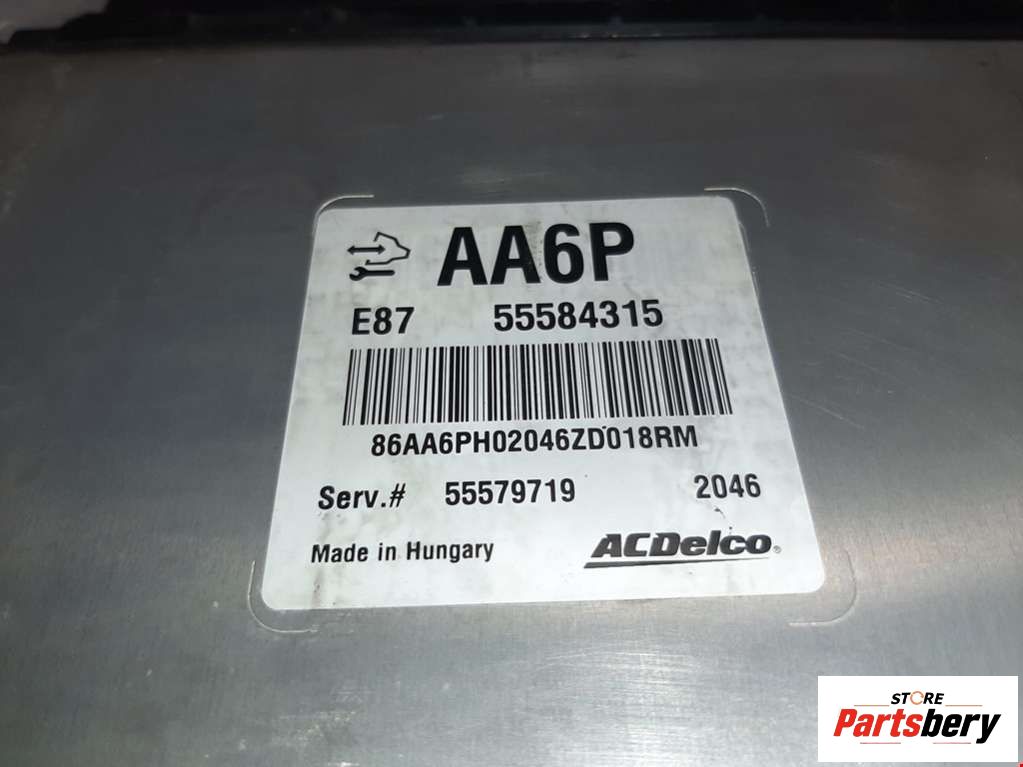 AA6P
E87 55584315
86AA6PH02046ZD018RM
Serv.# 55579719 2046
Made in Hungary ACDelco®
STORE
Partsbery